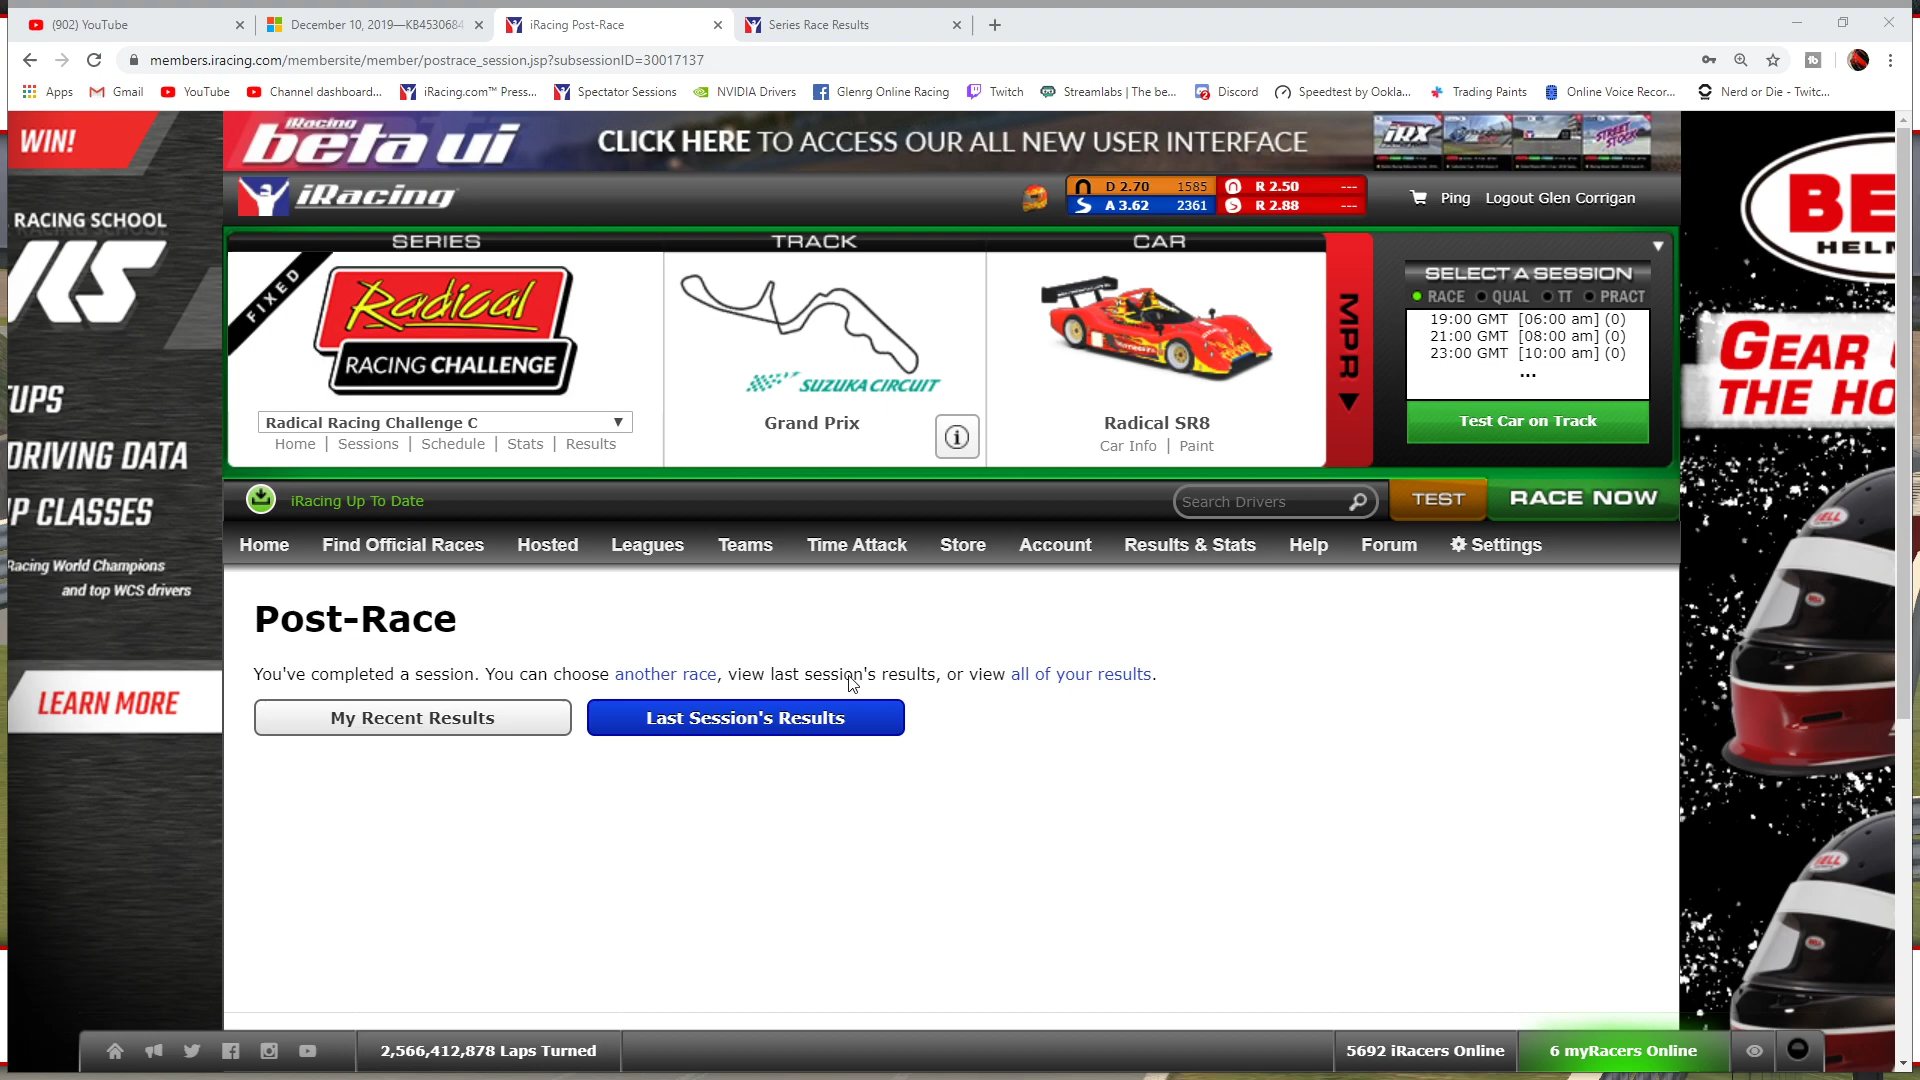 (902) YouTube
December 10, 2019—KB4530684
iRacing Post-Race
Series Race Results
members.iracing.com/membersite/member/postrace_session.jsp?subsessionID=30017137
Apps
Gmail
YouTube
Channel dashboard...
iRacing.com™ Press...
Spectator Sessions
NVIDIA Drivers
Glenrg Online Racing
Twitch
Streamlabs | The be...
Discord
Speedtest by Ookla...
Trading Paints
Online Voice Recor...
Nerd or Die - Twitc...
WIN!
RACING SCHOOL
UPS
DRIVING DATA
P CLASSES
Racing World Champions
and top WCS drivers
LEARN MORE
iRacing
beta ui
CLICK HERE TO ACCESS OUR ALL NEW USER INTERFACE
iRX
STREET STOCK
iRacing
D 2.70 1585 R 2.50 ---
A 3.62 2361 R 2.88 ---
Ping
Logout Glen Corrigan
SERIES
TRACK
CAR
FIXED
Radical
RACING CHALLENGE
Radical Racing Challenge C
Home | Sessions | Schedule | Stats | Results
SUZUKA CIRCUIT
Grand Prix
Radical SR8
Car Info | Paint
MPR
SELECT A SESSION
RACE QUAL TT PRACT
19:00 GMT [06:00 am] (0)
21:00 GMT [08:00 am] (0)
23:00 GMT [10:00 am] (0)
...
Test Car on Track
iRacing Up To Date
Search Drivers
TEST
RACE NOW
Home
Find Official Races
Hosted
Leagues
Teams
Time Attack
Store
Account
Results & Stats
Help
Forum
Settings
Post-Race
You've completed a session. You can choose another race, view last session's results, or view all of your results.
My Recent Results
Last Session's Results
BE
HELM
GEAR
THE HO
BELL
BELL
BELL
BELL
2,566,412,878 Laps Turned
5692 iRacers Online
6 myRacers Online